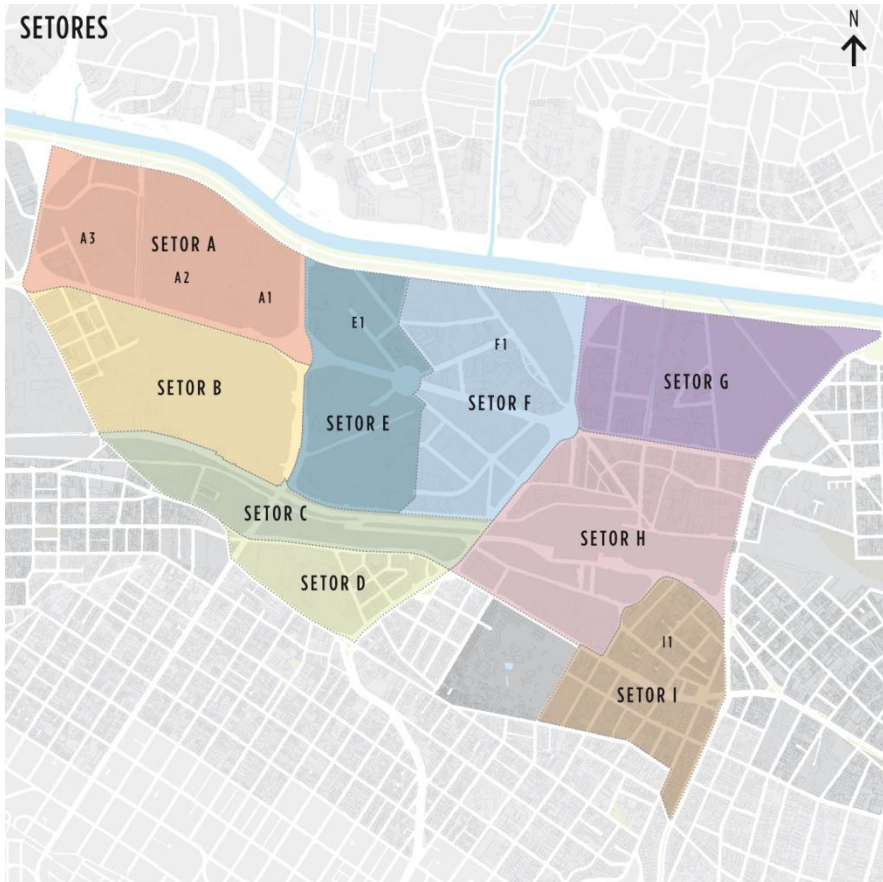 SETORES
N
A3
SETOR A
A2
A1
E1
F1
SETOR B
SETOR E
SETOR F
SETOR G
SETOR C
SETOR H
SETOR D
I1
SETOR I